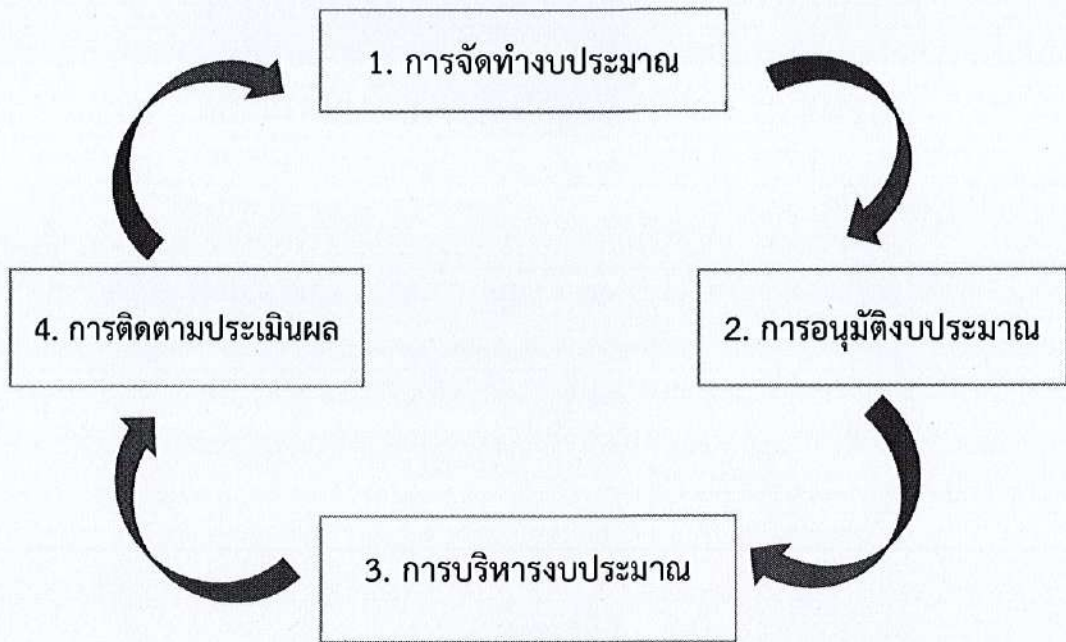 1. การจัดทำงบประมาณ
2. การอนุมัติงบประมาณ
3. การบริหารงบประมาณ
4. การติดตามประเมินผล